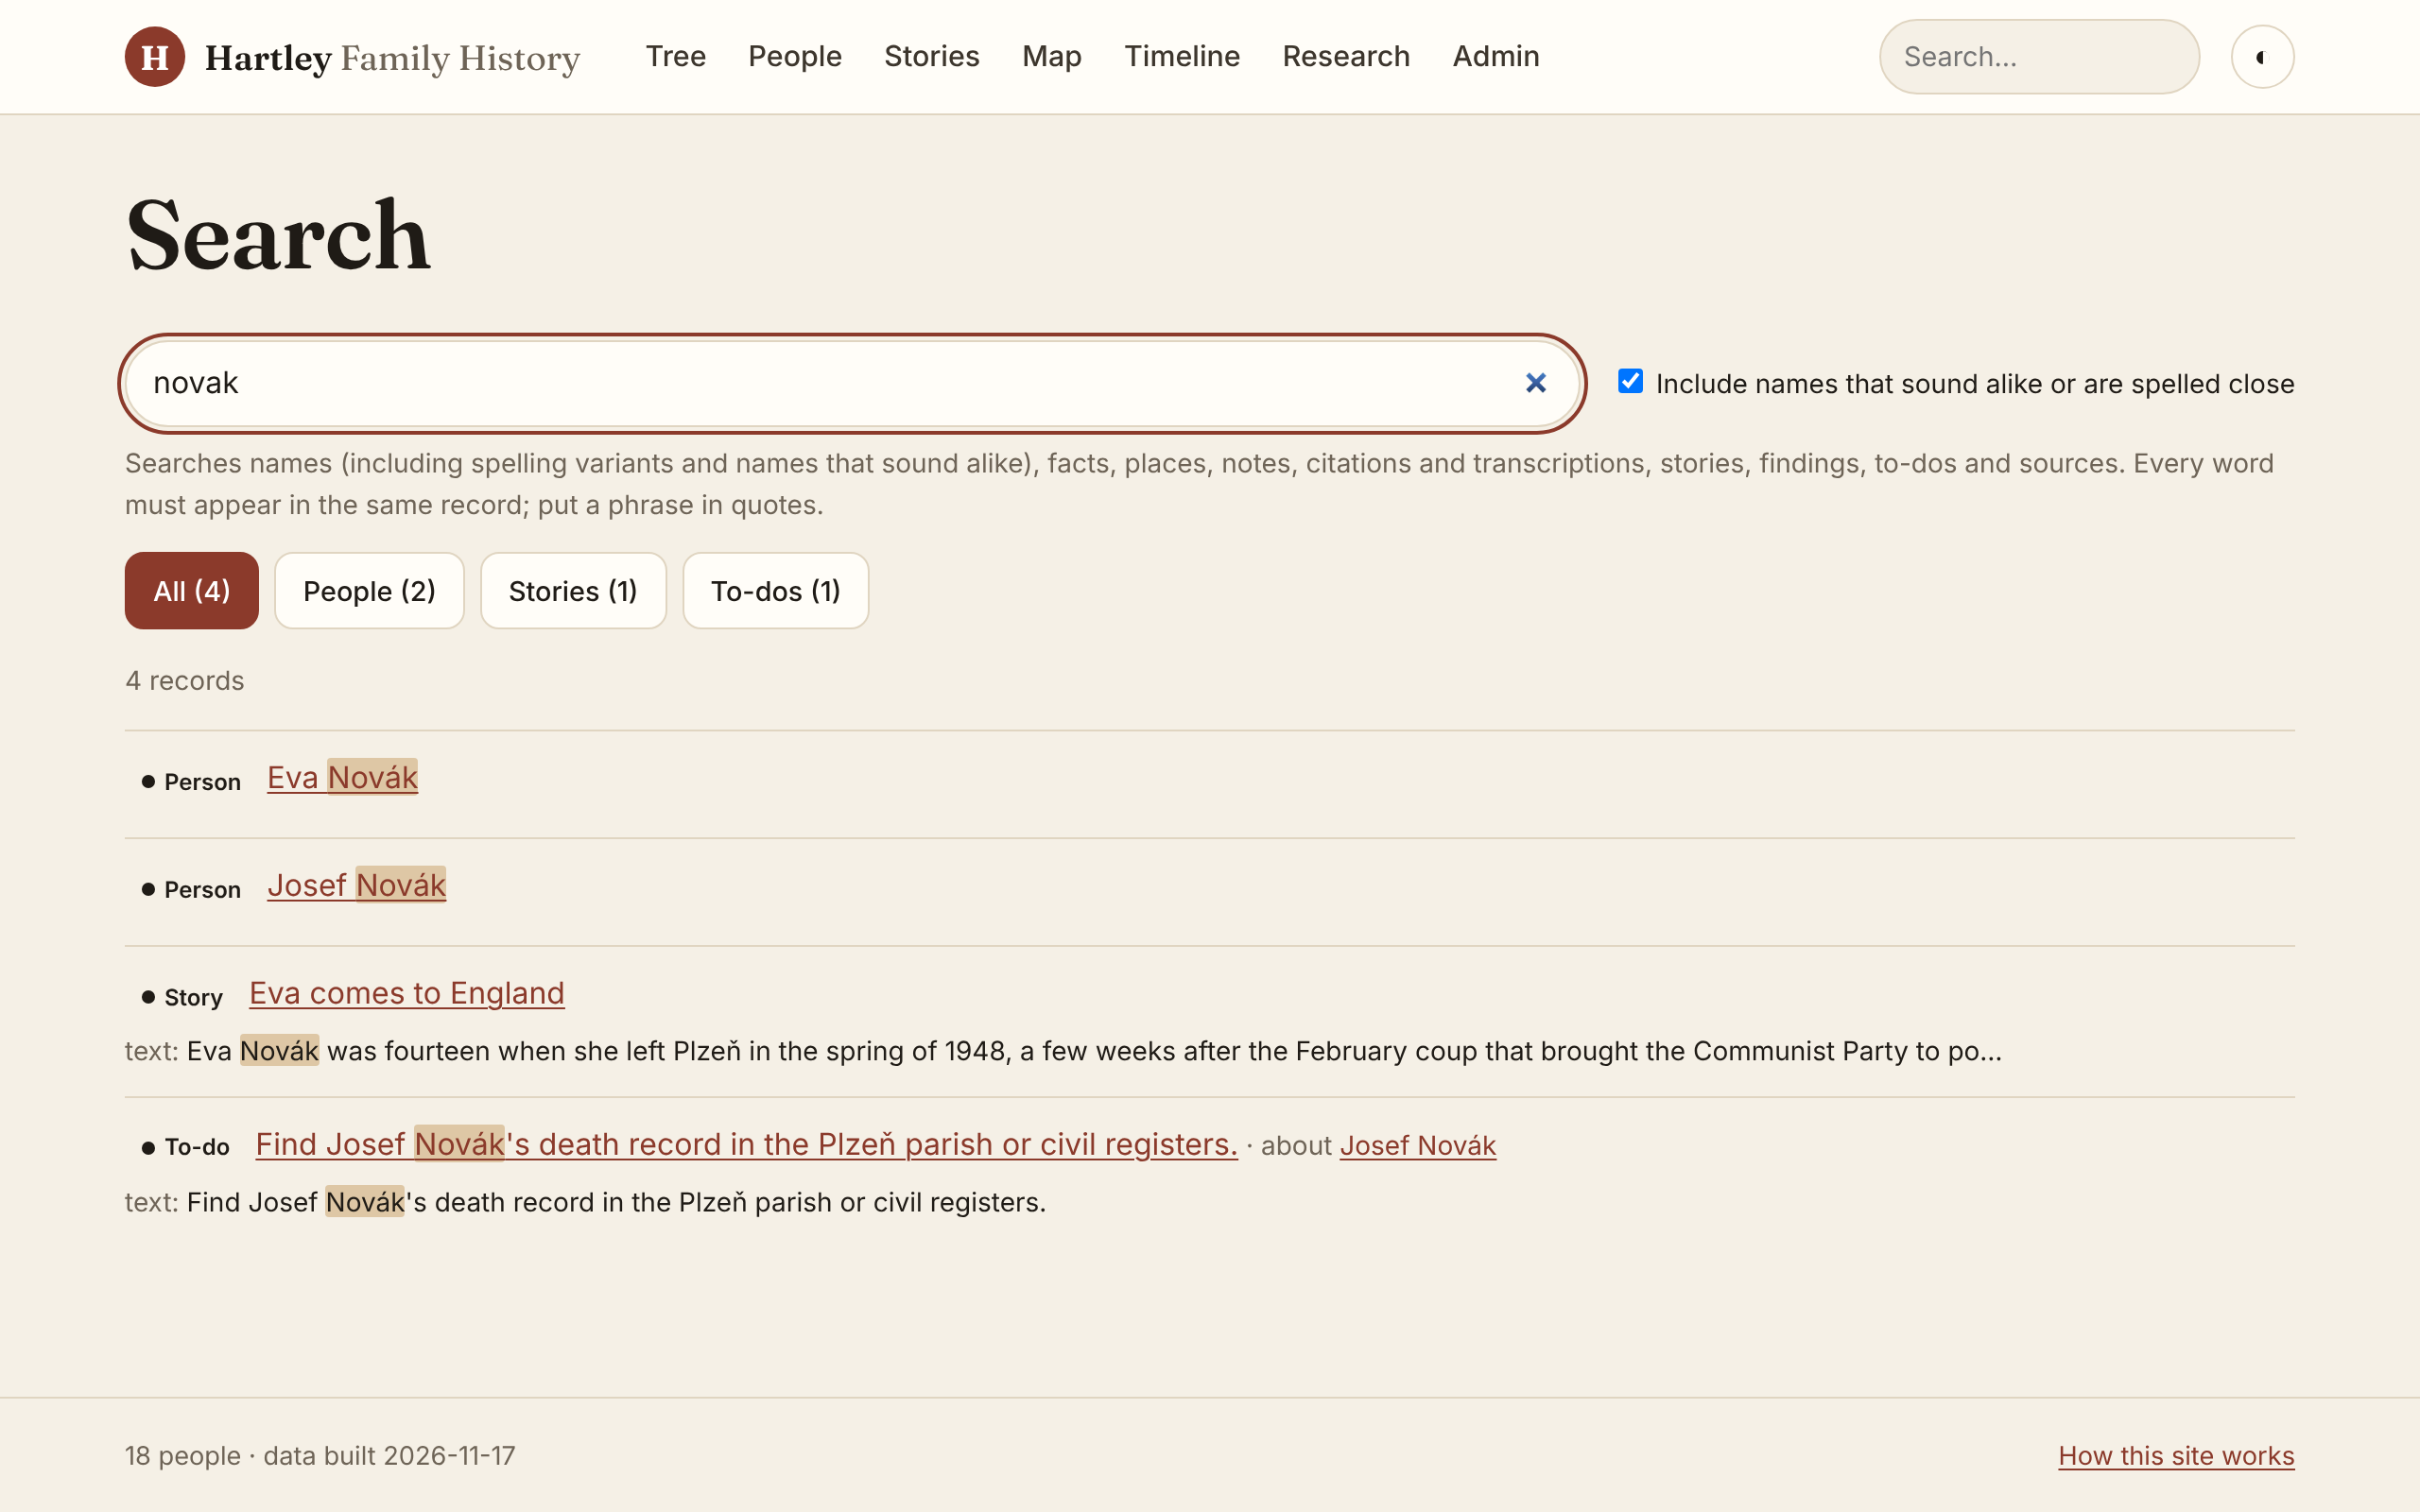 H Hartley Family History Tree People Stories Map Timeline Research Admin Search...
Search
novak
Include names that sound alike or are spelled close
Searches names (including spelling variants and names that sound alike), facts, places, notes, citations and transcriptions, stories, findings, to-dos and sources. Every word
must appear in the same record; put a phrase in quotes.
All (4) People (2) Stories (1) To-dos (1)
4 records
Person Eva Novák
Person Josef Novák
Story Eva comes to England
text: Eva Novák was fourteen when she left Plzeň in the spring of 1948, a few weeks after the February coup that brought the Communist Party to po...
To-do Find Josef Novák's death record in the Plzeň parish or civil registers. · about Josef Novák
text: Find Josef Novák's death record in the Plzeň parish or civil registers.
18 people · data built 2026-11-17 How this site works